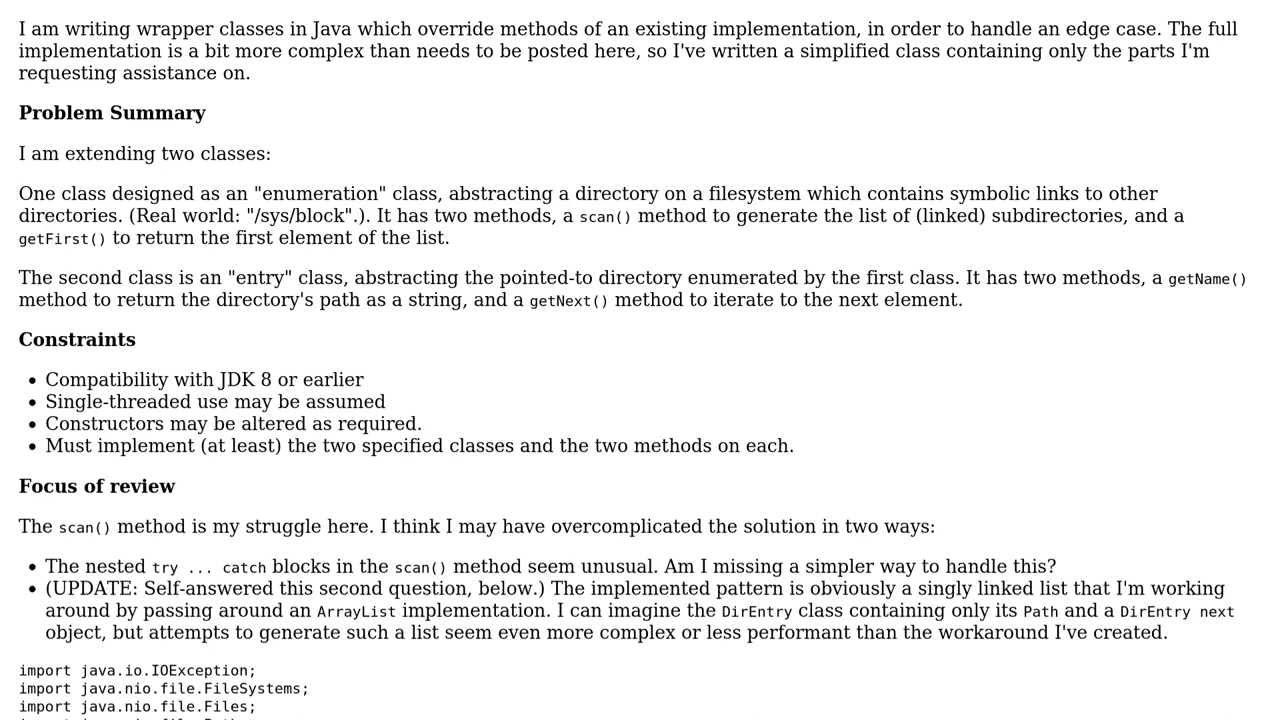 I am writing wrapper classes in Java which override methods of an existing implementation, in order to handle an edge case. The full
implementation is a bit more complex than needs to be posted here, so I've written a simplified class containing only the parts I'm
requesting assistance on.
Problem Summary
I am extending two classes:
One class designed as an "enumeration" class, abstracting a directory on a filesystem which contains symbolic links to other
directories. (Real world: "/sys/block".). It has two methods, a scan() method to generate the list of (linked) subdirectories, and a
getFirst() to return the first element of the list.
The second class is an "entry" class, abstracting the pointed-to directory enumerated by the first class. It has two methods, a getName()
method to return the directory's path as a string, and a getNext() method to iterate to the next element.
Constraints
• Compatibility with JDK 8 or earlier
• Single-threaded use may be assumed
• Constructors may be altered as required.
• Must implement (at least) the two specified classes and the two methods on each.
Focus of review
The scan() method is my struggle here. I think I may have overcomplicated the solution in two ways:
• The nested try ... catch blocks in the scan() method seem unusual. Am I missing a simpler way to handle this?
• (UPDATE: Self-answered this second question, below.) The implemented pattern is obviously a singly linked list that I'm working
around by passing around an ArrayList implementation. I can imagine the DirEntry class containing only its Path and a DirEntry next
object, but attempts to generate such a list seem even more complex or less performant than the workaround I've created.
import java.io.IOException;
import java.nio.file.FileSystems;
import java.nio.file.Files;